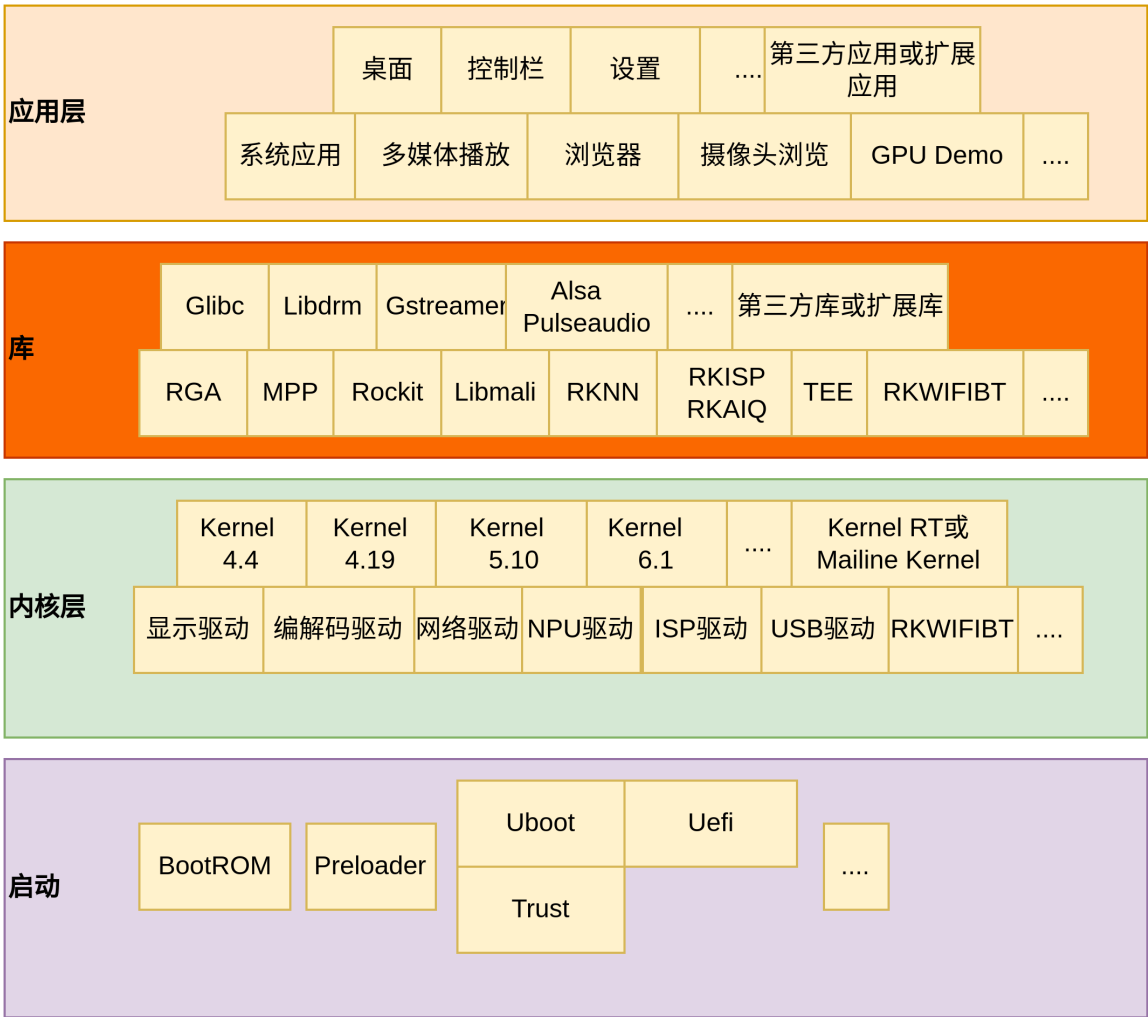 应用层
桌面
控制栏
设置
....
第三方应用或扩展
应用
系统应用
多媒体播放
浏览器
摄像头浏览
GPU Demo
....
库
Glibc
Libdrm
Gstreamer
Alsa
Pulseaudio
....
第三方库或扩展库
RGA
MPP
Rockit
Libmali
RKNN
RKISP
RKAIQ
TEE
RKWIFIBT
....
内核层
Kernel
4.4
Kernel
4.19
Kernel
5.10
Kernel
6.1
....
Kernel RT或
Mailine Kernel
显示驱动
编解码驱动
网络驱动
NPU驱动
ISP驱动
USB驱动
RKWIFIBT
....
启动
BootROM
Preloader
Uboot
Uefi
Trust
....